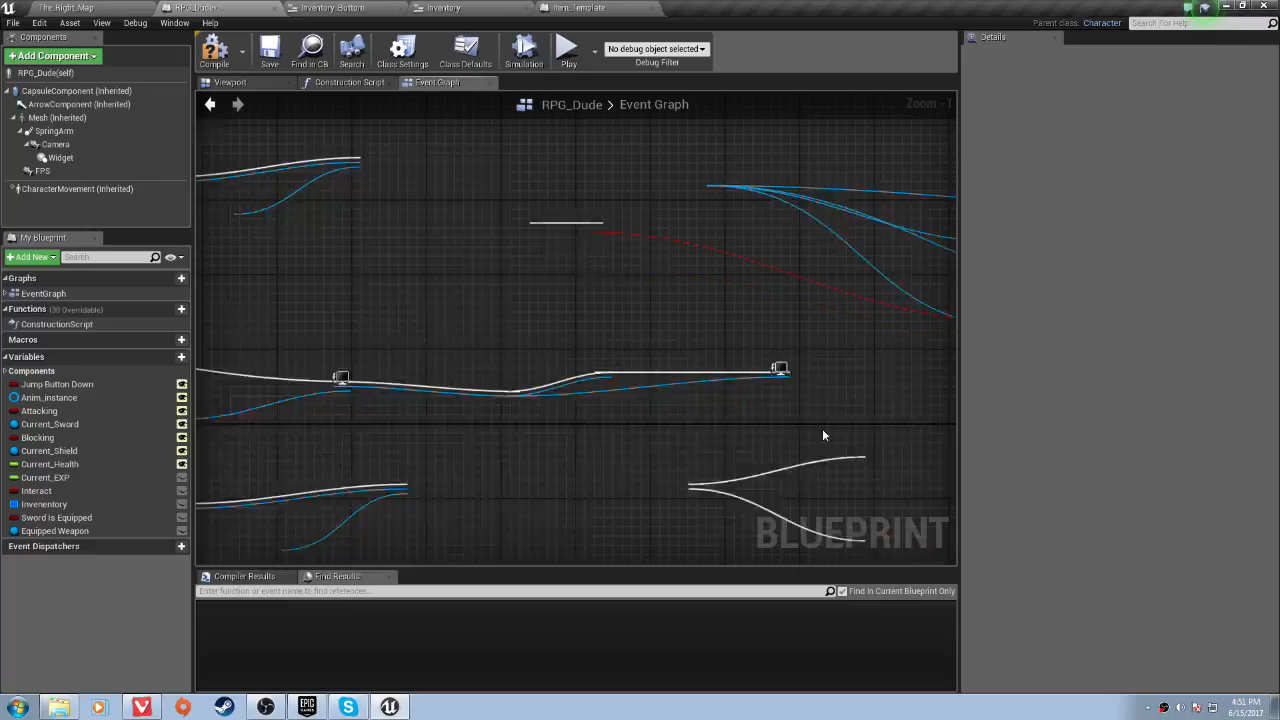 The.Right.Map
RPG_Dude*
Inventory_Buttom
Inventory
Item_Template
File
Edit
Asset
View
Debug
Window
Help
Parent class: Character
Search For Help
Components
Add Component
RPG_Dude(self)
CapsuleComponent (Inherited)
ArrowComponent (Inherited)
Mesh (Inherited)
SpringArm
Camera
Widget
FPS
CharacterMovement (Inherited)
Compile
Save
Find in CB
Search
Class Settings
Class Defaults
Simulation
Play
No debug object selected
Debug Filter
Viewport
Construction Script
Event Graph
RPG_Dude > Event Graph
Zoom -1
BLUEPRINT
Details
My Blueprint
Add New
Search
Graphs
EventGraph
Functions (30 Overridable)
ConstructionScript
Macros
Variables
Components
Jump Button Down
Anim_instance
Attacking
Current_Sword
Blocking
Current_Shield
Current_Health
Current_EXP
Interact
Invenentory
Sword Is Equipped
Equipped Weapon
Event Dispatchers
Compiler Results
Find Results
Enter function or event name to find references...
Find In Current Blueprint Only
EPIC GAMES
4:51 PM
6/15/2017